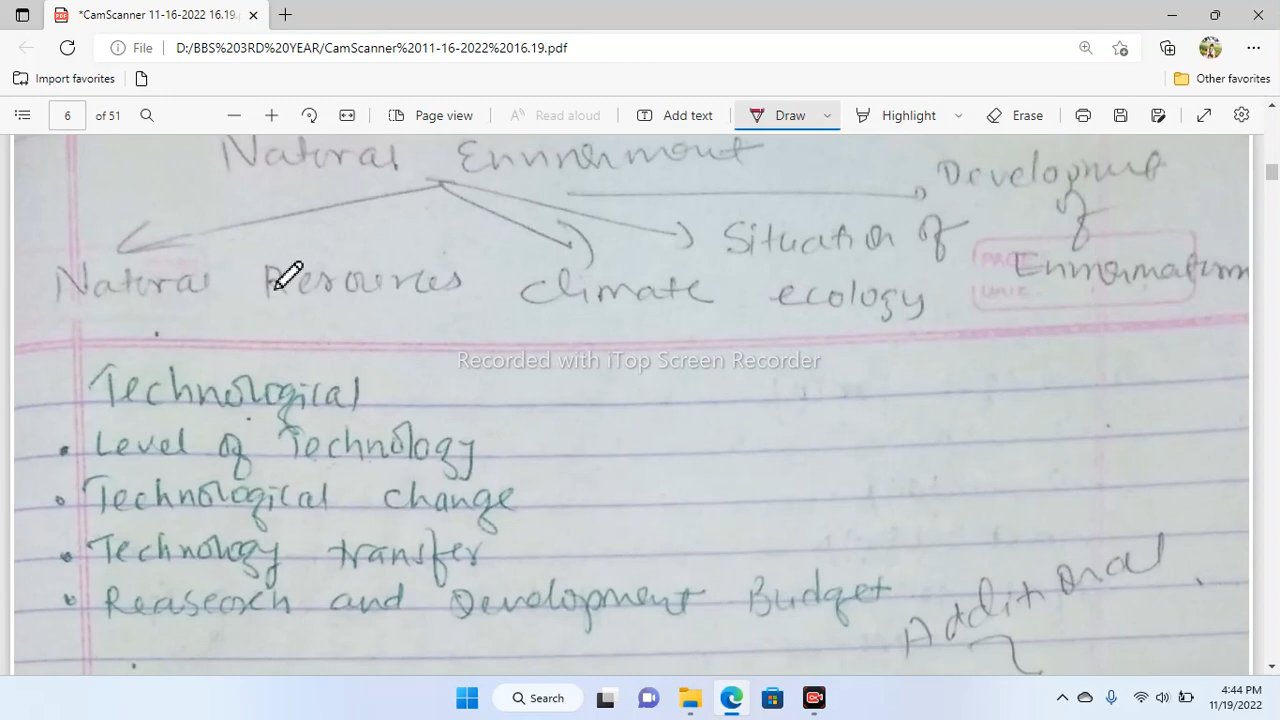 *CamScanner 11-16-2022 16.19.p
File D:/BBS%203RD%20YEAR/CamScanner%2011-16-2022%2016.19.pdf
Import favorites
Other favorites
6 of 51
Page view
Read aloud
Add text
Draw
Highlight
Erase
Natural Ennnermout
Development
of
Situation of
Natural Resources climate ecology
Recorded with iTop Screen Recorder
Technological
• Level of Technology
• Technological change
• Technology transfer
• Reaseach and Development Budget
Additional
Search
4:44 PM
11/19/2022